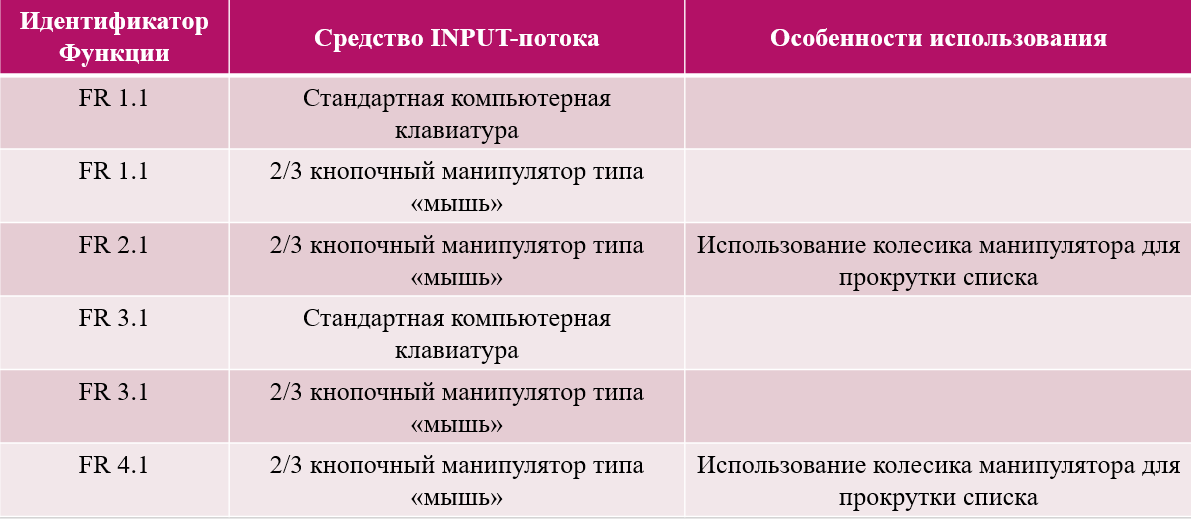 Идентификатор Функции
Средство INPUT-потока
Особенности использования
FR 1.1
Стандартная компьютерная
клавиатура
FR 1.1
2/3 кнопочный манипулятор типа
«мышь»
FR 2.1
2/3 кнопочный манипулятор типа
«мышь»
Использование колесика манипулятора для
прокрутки списка
FR 3.1
Стандартная компьютерная
клавиатура
FR 3.1
2/3 кнопочный манипулятор типа
«мышь»
FR 4.1
2/3 кнопочный манипулятор типа
«мышь»
Использование колесика манипулятора для
прокрутки списка